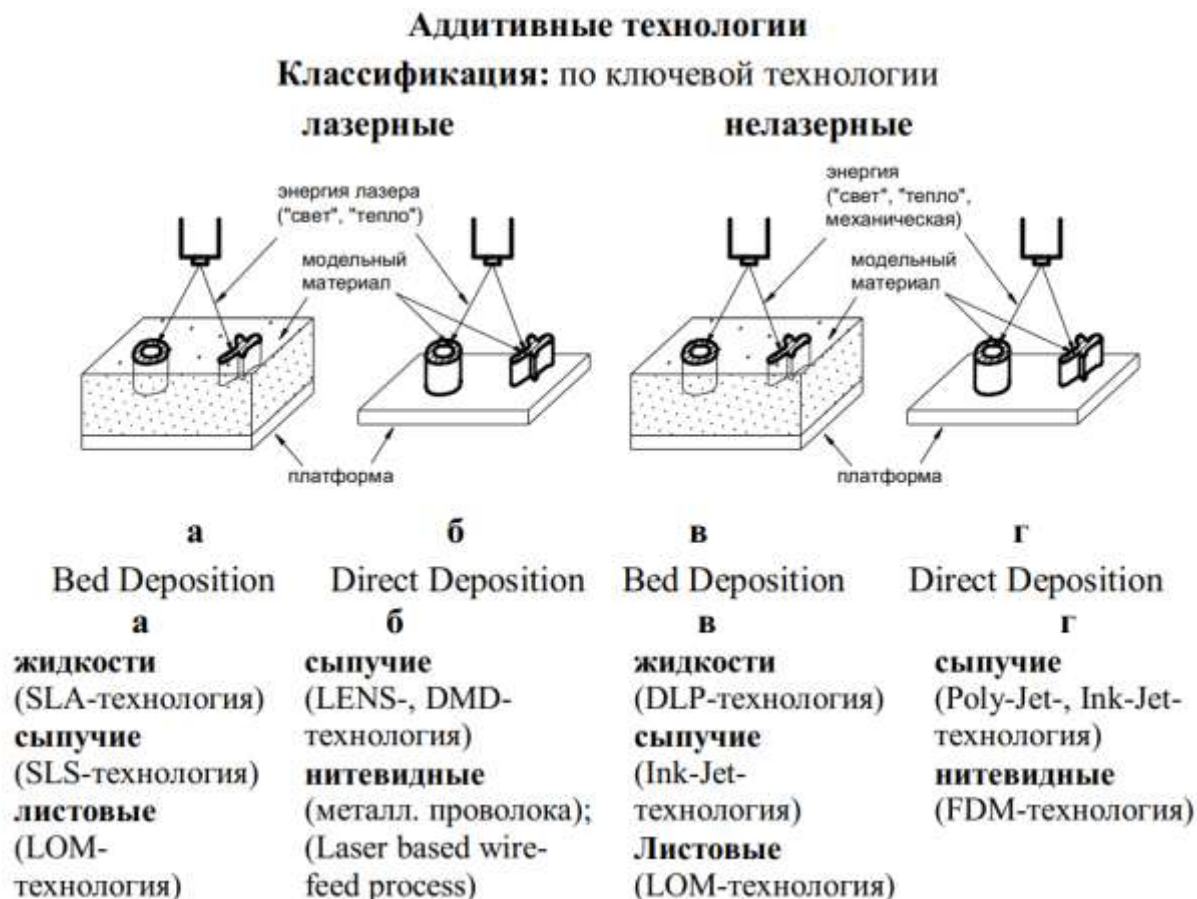 Аддитивные технологии
Классификация: по ключевой технологии
лазерные
нелазерные
энергия лазера
("свет", "тепло")
модельный
материал
платформа
энергия
("свет", "тепло",
механическая)
модельный
материал
платформа
а б в г
Bed Deposition Direct Deposition Bed Deposition Direct Deposition
а б в г
жидкости
(SLA-технология)
сыпучие
(SLS-технология)
листовые
(LOM-
технология)
сыпучие
(LENS-, DMD-
технология)
нитевидные
(металл. проволока);
(Laser based wire-
feed process)
жидкости
(DLP-технология)
сыпучие
(Ink-Jet-
технология)
Листовые
(LOM-технология)
сыпучие
(Poly-Jet-, Ink-Jet-
технология)
нитевидные
(FDM-технология)